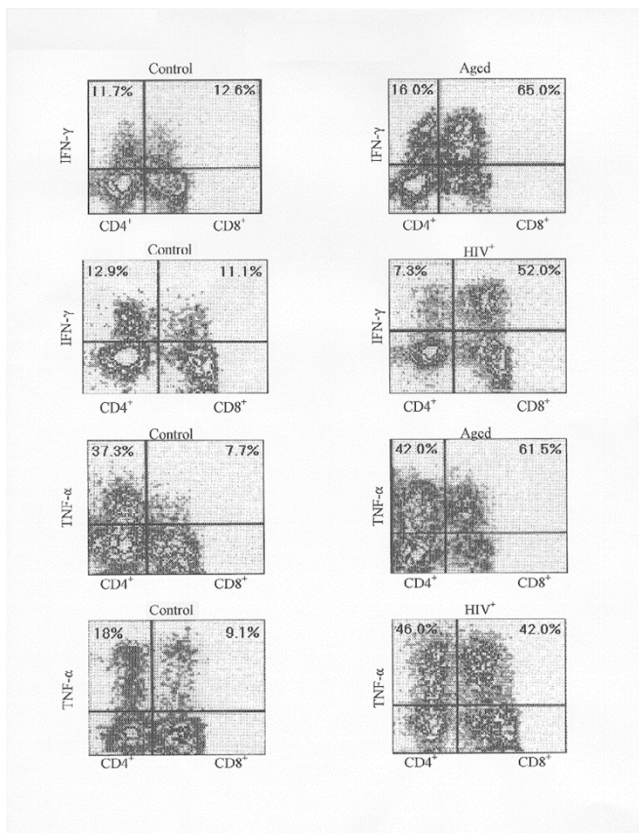 Control Aged
11.7% 12.6% 16.0% 65.0%
IFN-γ IFN-γ
CD4+ CD8+ CD4+ CD8+
Control HIV+
12.9% 11.1% 7.3% 52.0%
IFN-γ IFN-γ
CD4+ CD8+ CD4+ CD8+
Control Aged
37.3% 7.7% 42.0% 61.5%
TNF-α TNF-α
CD4+ CD8+ CD4+ CD8+
Control HIV+
18% 9.1% 46.0% 42.0%
TNF-α TNF-α
CD4+ CD8+ CD4+ CD8+